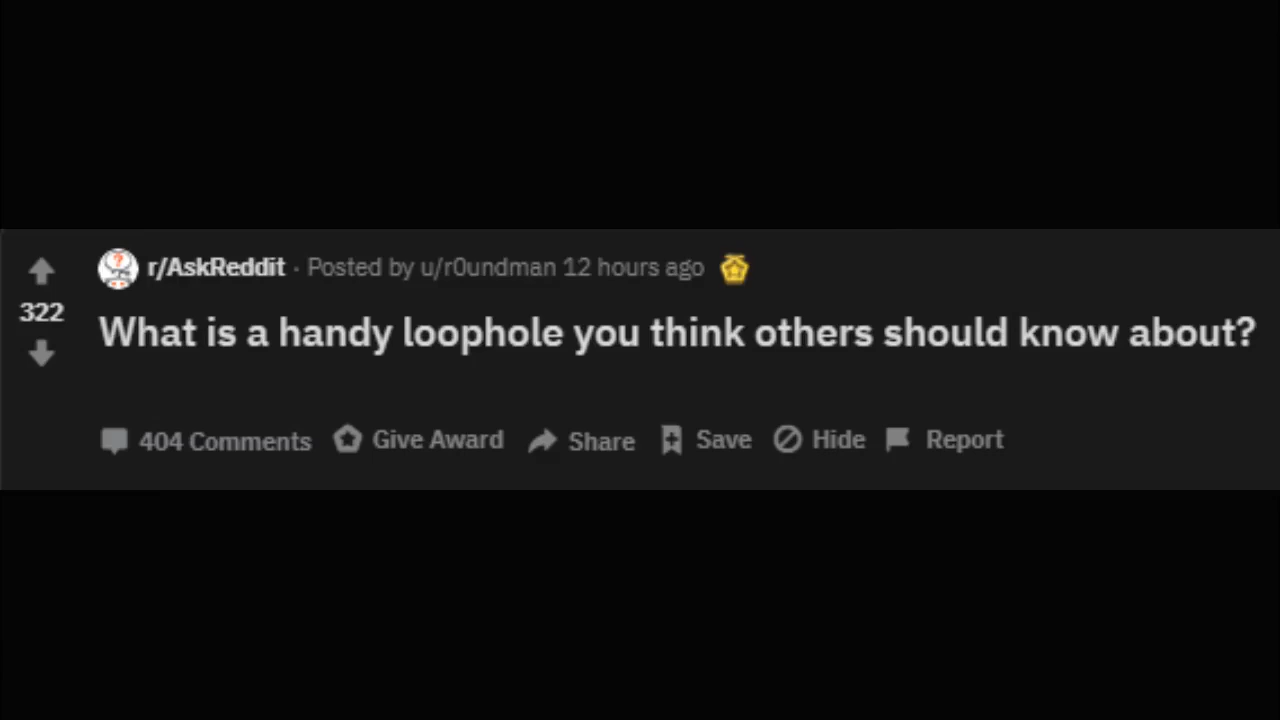 r/AskReddit · Posted by u/r0undman 12 hours ago
322
What is a handy loophole you think others should know about?
404 Comments Give Award Share Save Hide Report